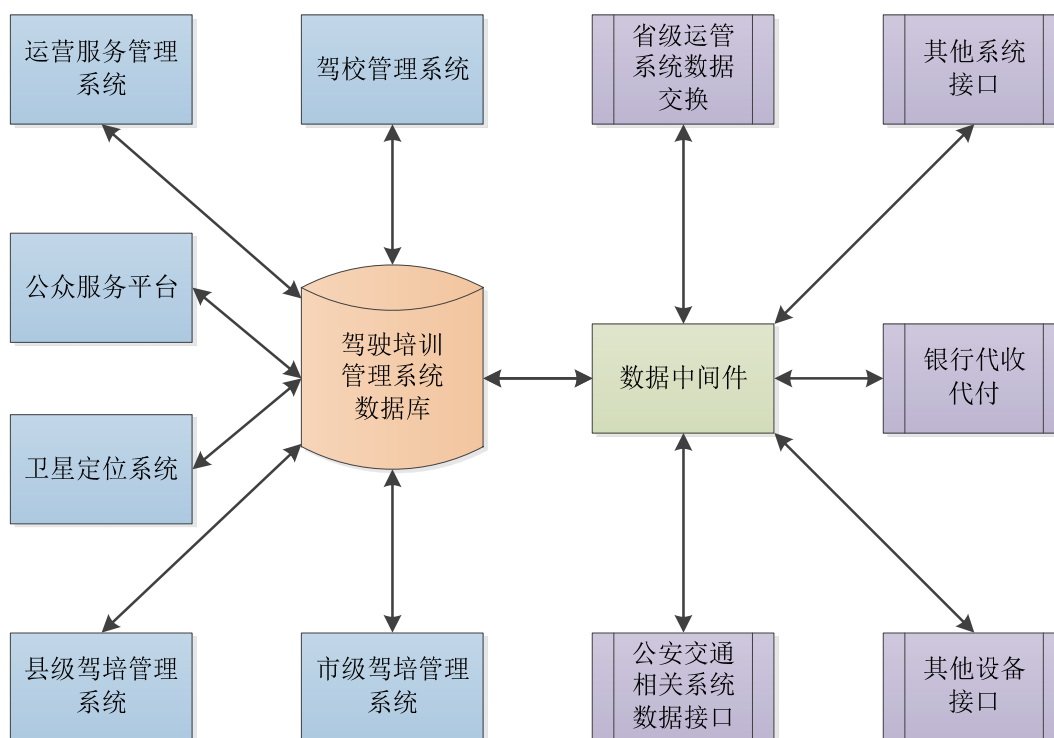 运营服务管理
系统
驾校管理系统
省级运管
系统数据
交换
其他系统
接口
公众服务平台
驾驶培训
管理系统
数据库
数据中间件
银行代收
代付
卫星定位系统
县级驾培管理
系统
市级驾培管理
系统
公安交通
相关系统
数据接口
其他设备
接口